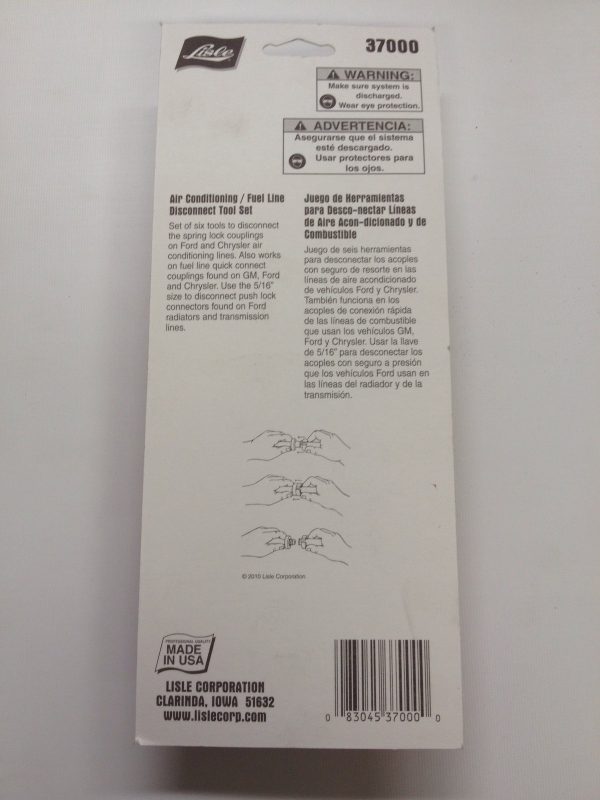 Lisle
37000
WARNING:
Make sure system is
discharged.
Wear eye protection.
ADVERTENCIA:
Asegurarse que el sistema
esté descargado.
Usar protectores para
los ojos.
Air Conditioning / Fuel Line
Disconnect Tool Set
Set of six tools to disconnect
the spring lock couplings
on Ford and Chrysler air
conditioning lines. Also works
on fuel line quick connect
couplings found on GM, Ford
and Chrysler. Use the 5/16"
size to disconnect push lock
connectors found on Ford
radiators and transmission
lines.
Juego de Herramientas
para Desco-nectar Líneas
de Aire Acon-dicionado y de
Combustible
Juego de seis herramientas
para desconectar los acoples
con seguro de resorte en las
líneas de aire acondicionado
de vehículos Ford y Chrysler.
También funciona en los
acoples de conexión rápida
de las líneas de combustible
que usan los vehículos GM,
Ford y Chrysler. Usar la llave
de 5/16" para desconectar los
acoples con seguro a presión
que los vehículos Ford usan en
las líneas del radiador y de la
transmisión.
© 2010 Lisle Corporation
PROFESSIONAL QUALITY
MADE
IN USA
LISLE CORPORATION
CLARINDA, IOWA 51632
www.lislecorp.com
0 83045 37000 0